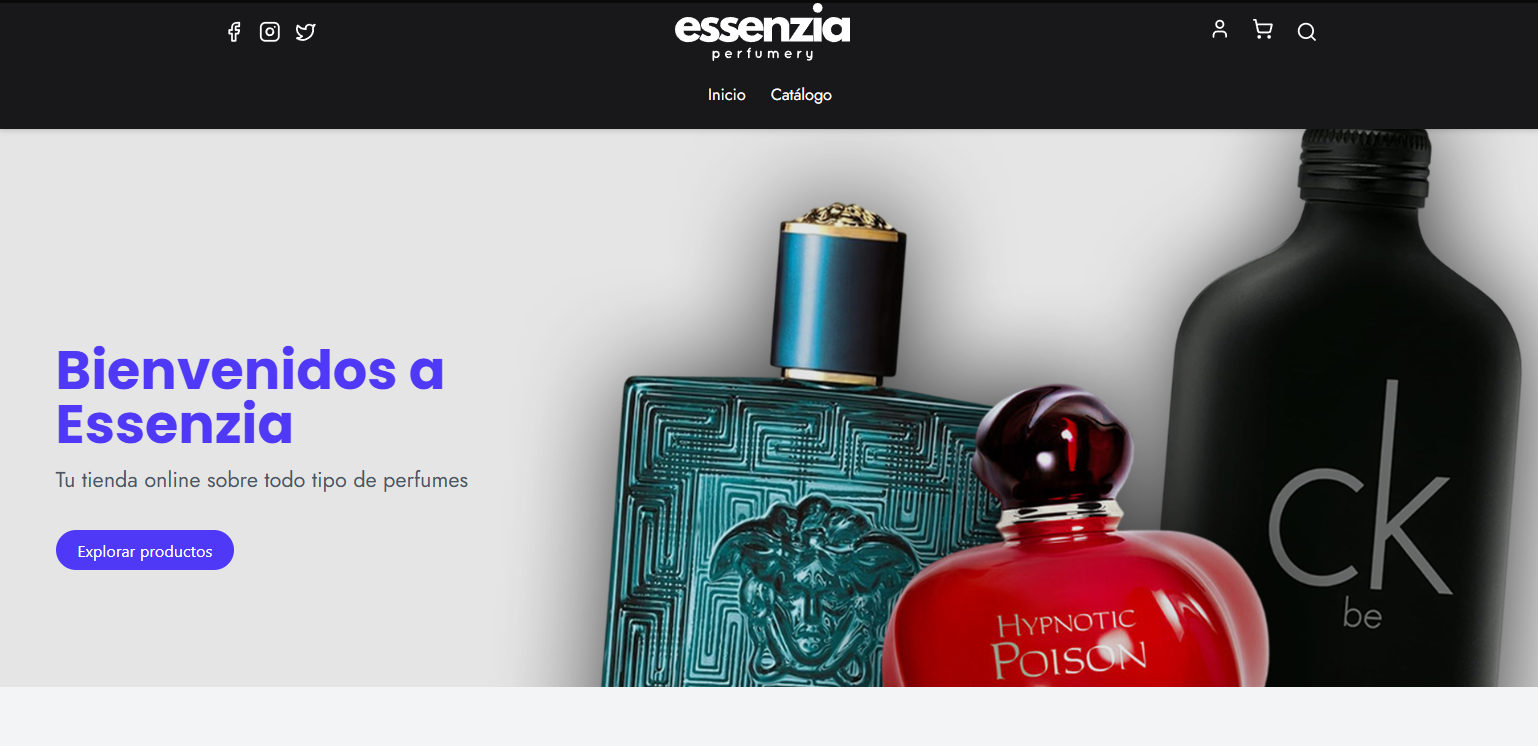 essenzia
perfumery
Inicio Catálogo
Bienvenidos a
Essenzia
Tu tienda online sobre todo tipo de perfumes
Explorar productos
ck
be
HYPNOTIC
POISON